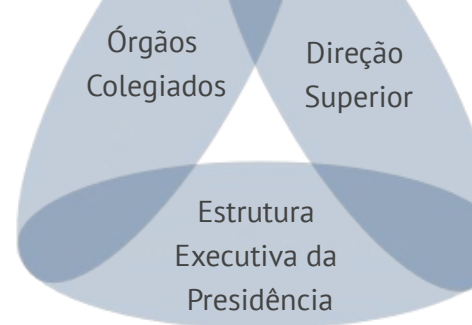 Órgãos
Colegiados
Direção
Superior
Estrutura
Executiva da
Presidência